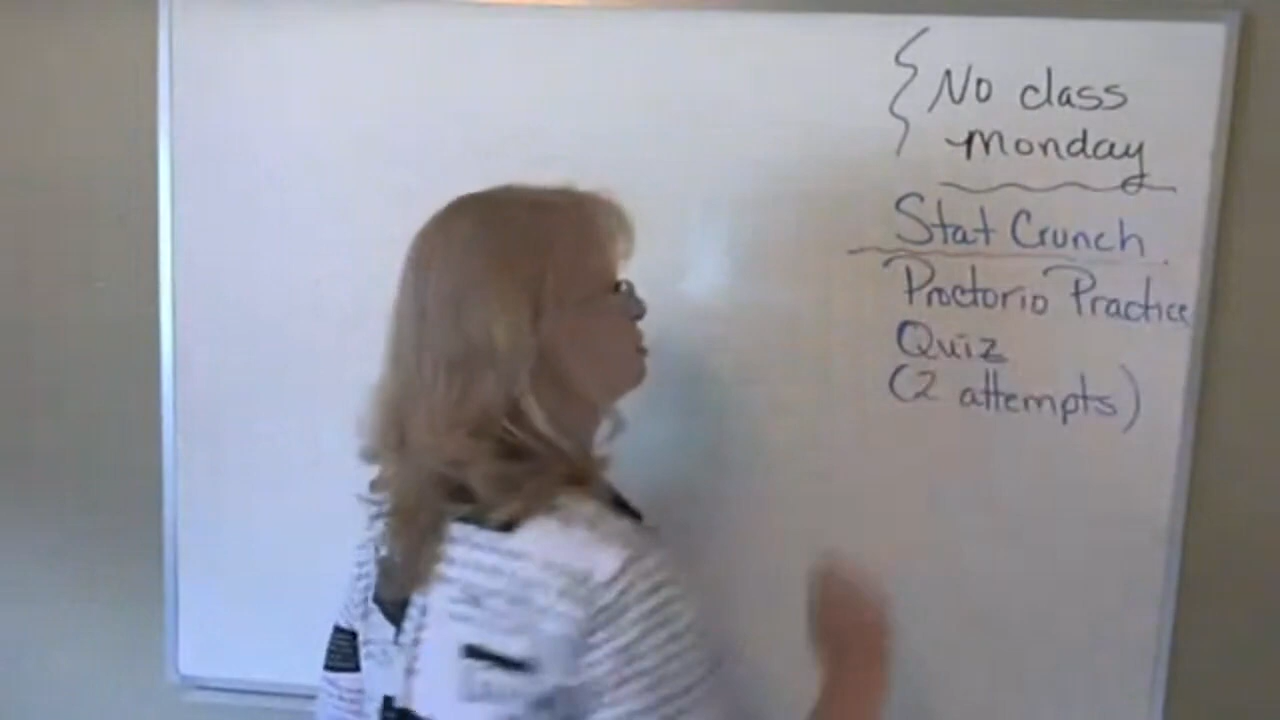 No class
Monday
Stat Crunch
Proctorio Practice
Quiz
(2 attempts)